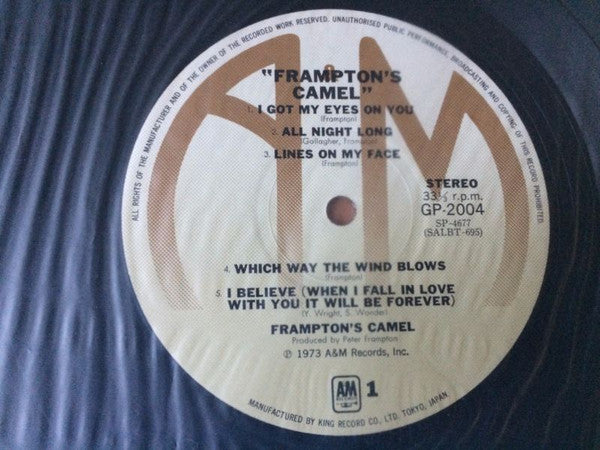 ALL RIGHTS OF THE MANUFACTURER AND OF THE OWNER OF THE RECORDED WORK RESERVED. UNAUTHORISED PUBLIC PERFORMANCE, BROADCASTING AND COPYING OF THIS RECORD PROHIBITED
"FRAMPTON'S
CAMEL"
1. I GOT MY EYES ON YOU
(Frampton)
2. ALL NIGHT LONG
(Gallagher, Frampton)
3. LINES ON MY FACE
(Frampton)
STEREO
33⅓ r.p.m.
GP-2004
SP-4677
(SALBT-695)
4. WHICH WAY THE WIND BLOWS
(Frampton)
5. I BELIEVE (WHEN I FALL IN LOVE
WITH YOU IT WILL BE FOREVER)
(Y. Wright, S. Wonder)
FRAMPTON'S CAMEL
Produced by Peter Frampton
℗ 1973 A&M Records, Inc.
AM
RECORDS
1
MANUFACTURED BY KING RECORD CO., LTD. TOKYO, JAPAN.